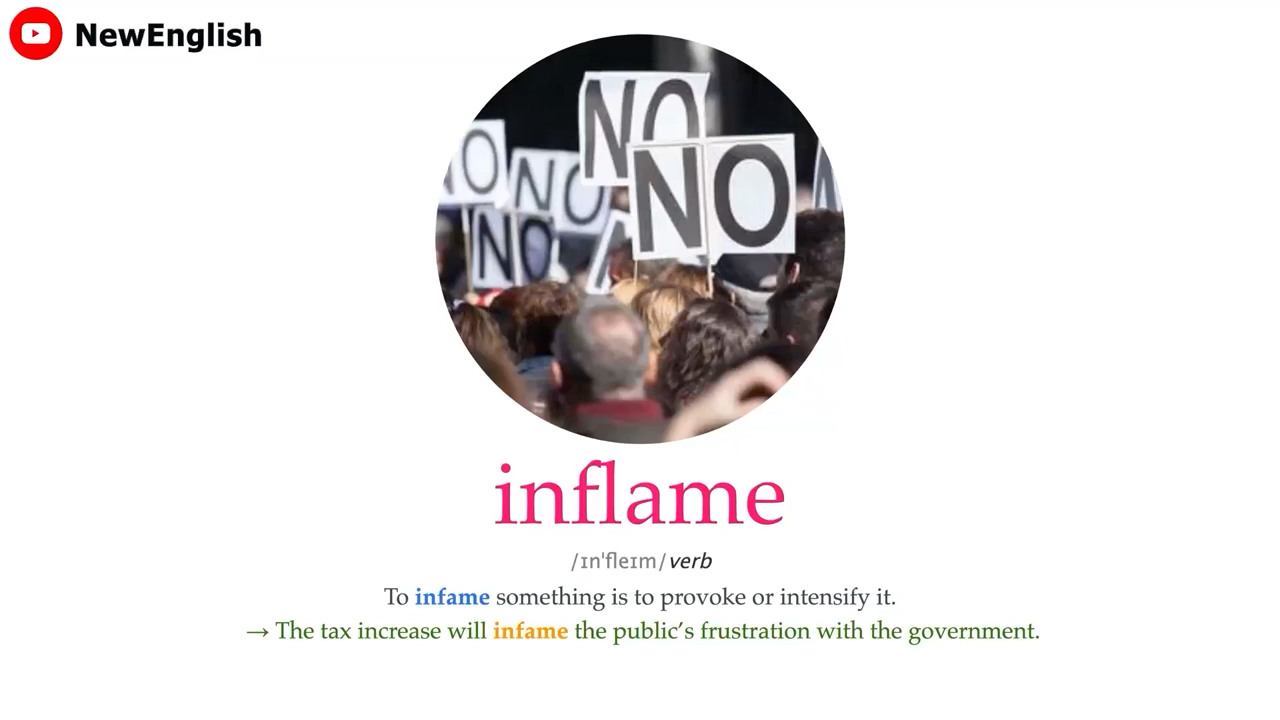 NewEnglish
NO
NO
O
NO
NO
inflame
/ɪnˈfleɪm/verb
To infame something is to provoke or intensify it.
→ The tax increase will infame the public’s frustration with the government.